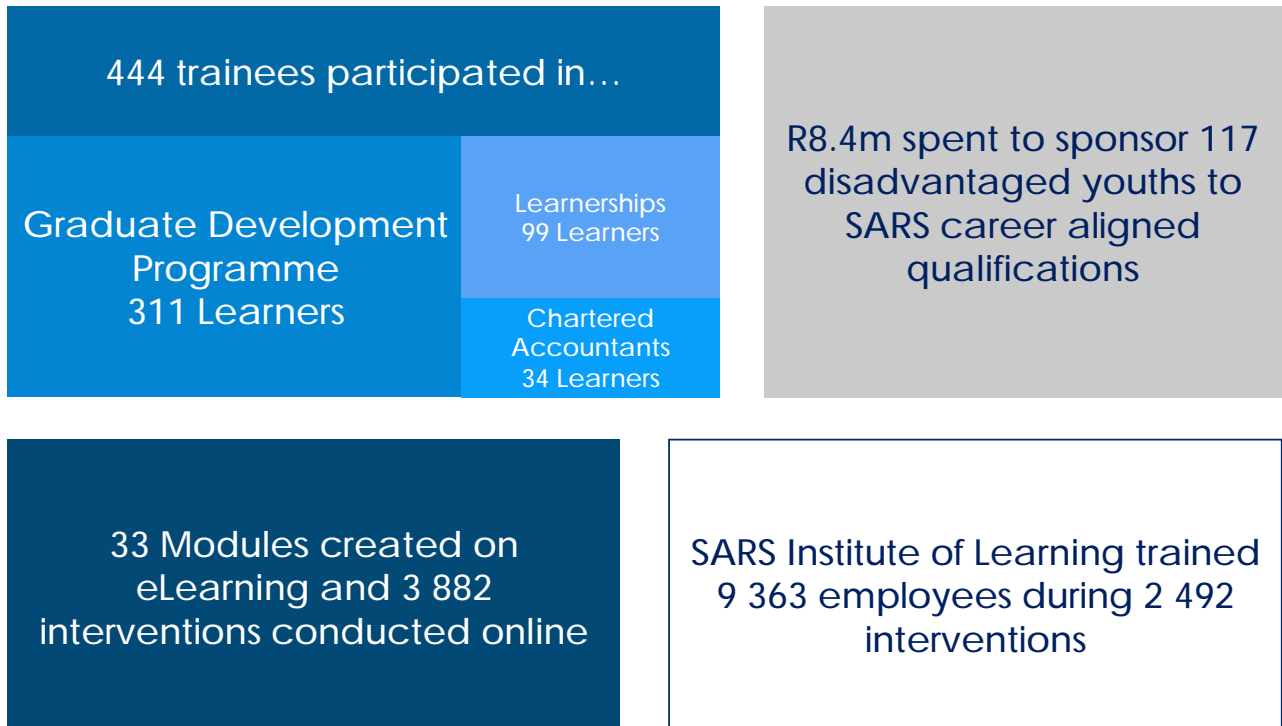 444 trainees participated in…
Graduate Development
Programme
311 Learners
Learnerships
99 Learners
Chartered
Accountants
34 Learners
R8.4m spent to sponsor 117
disadvantaged youths to
SARS career aligned
qualifications
33 Modules created on
eLearning and 3 882
interventions conducted online
SARS Institute of Learning trained
9 363 employees during 2 492
interventions